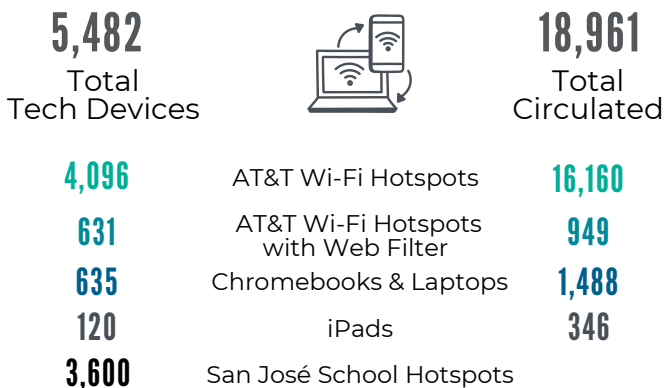 5,482
Total
Tech Devices
18,961
Total
Circulated
4,096 AT&T Wi-Fi Hotspots 16,160
631 AT&T Wi-Fi Hotspots with Web Filter 949
635 Chromebooks & Laptops 1,488
120 iPads 346
3,600 San José School Hotspots